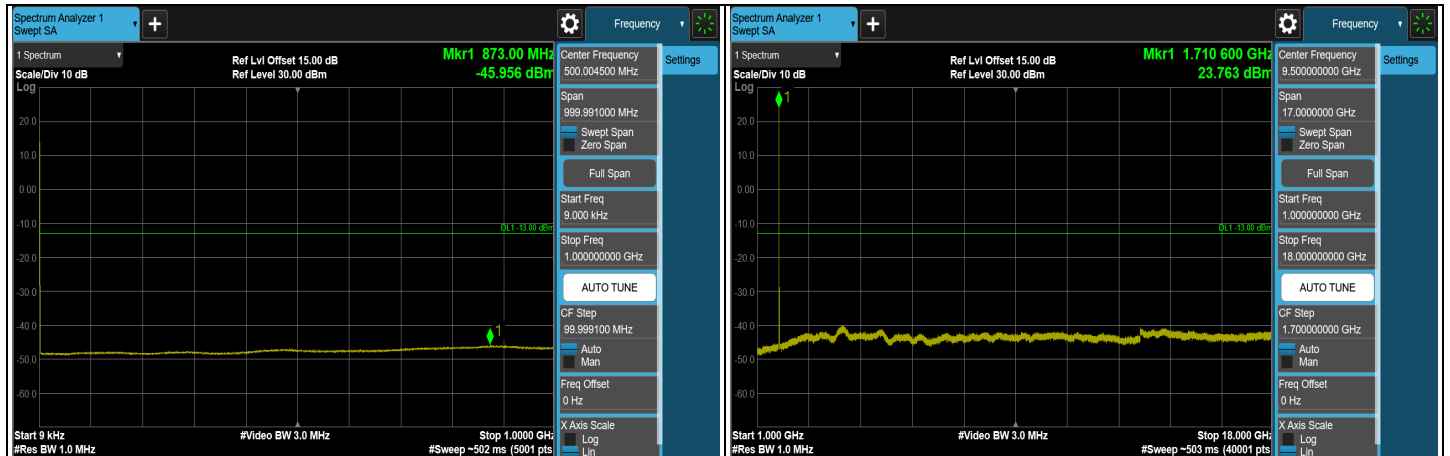 Spectrum Analyzer 1
Swept SA
+
Frequency
1 Spectrum
Scale/Div 10 dB
Log
Ref Lvl Offset 15.00 dB
Ref Level 30.00 dBm
Mkr1 873.00 MHz
-45.956 dBm
20.0
10.0
0.00
-10.0
-20.0
-30.0
-40.0
-50.0
-60.0
DL1 -13.00 dBm
1
Start 9 kHz
#Res BW 1.0 MHz
#Video BW 3.0 MHz
Stop 1.0000 GHz
#Sweep ~502 ms (5001 pts
Center Frequency
500.004500 MHz
Span
999.991000 MHz
Swept Span
Zero Span
Full Span
Start Freq
9.000 kHz
Stop Freq
1.000000000 GHz
AUTO TUNE
CF Step
99.999100 MHz
Auto
Man
Freq Offset
0 Hz
X Axis Scale
Log
Lin
Settings
Spectrum Analyzer 1
Swept SA
+
Frequency
1 Spectrum
Scale/Div 10 dB
Log
Ref Lvl Offset 15.00 dB
Ref Level 30.00 dBm
Mkr1 1.710 600 GHz
23.763 dBm
1
20.0
10.0
0.00
-10.0
-20.0
-30.0
-40.0
-50.0
-60.0
DL1 -13.00 dBm
Start 1.000 GHz
#Res BW 1.0 MHz
#Video BW 3.0 MHz
Stop 18.000 GHz
#Sweep ~503 ms (40001 pts
Center Frequency
9.500000000 GHz
Span
17.0000000 GHz
Swept Span
Zero Span
Full Span
Start Freq
1.000000000 GHz
Stop Freq
18.000000000 GHz
AUTO TUNE
CF Step
1.700000000 GHz
Auto
Man
Freq Offset
0 Hz
X Axis Scale
Log
Lin
Settings